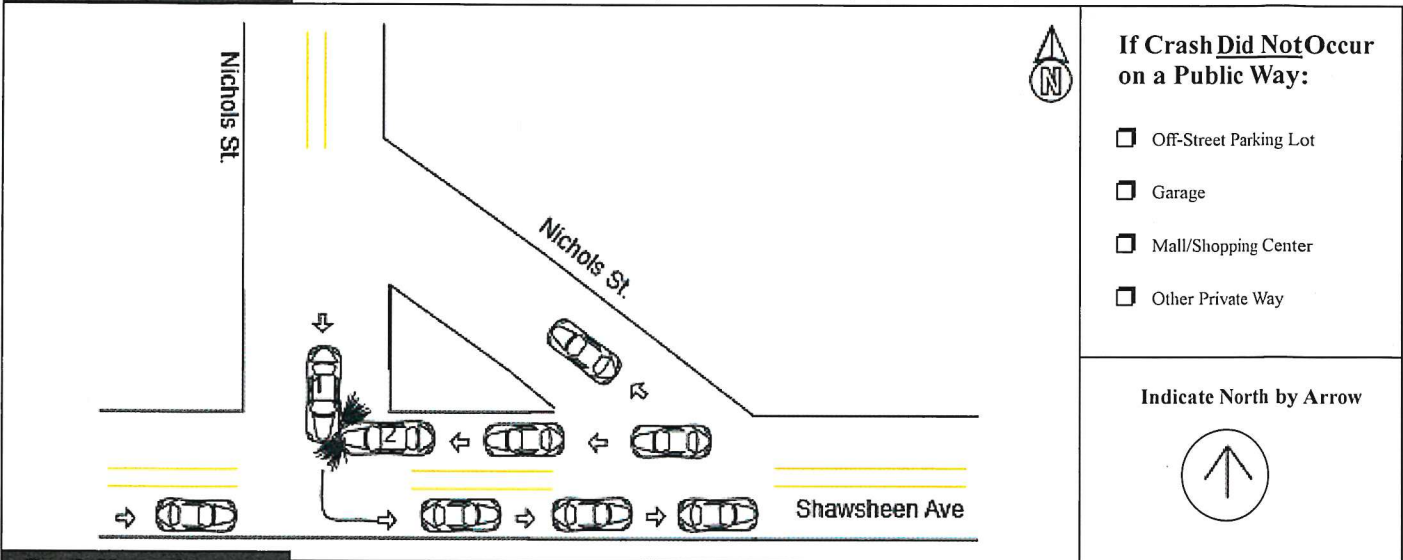 Nichols St.
Nichols St.
N
1
2
Shawsheen Ave
If Crash Did Not Occur
on a Public Way:
Off-Street Parking Lot
Garage
Mall/Shopping Center
Other Private Way
Indicate North by Arrow